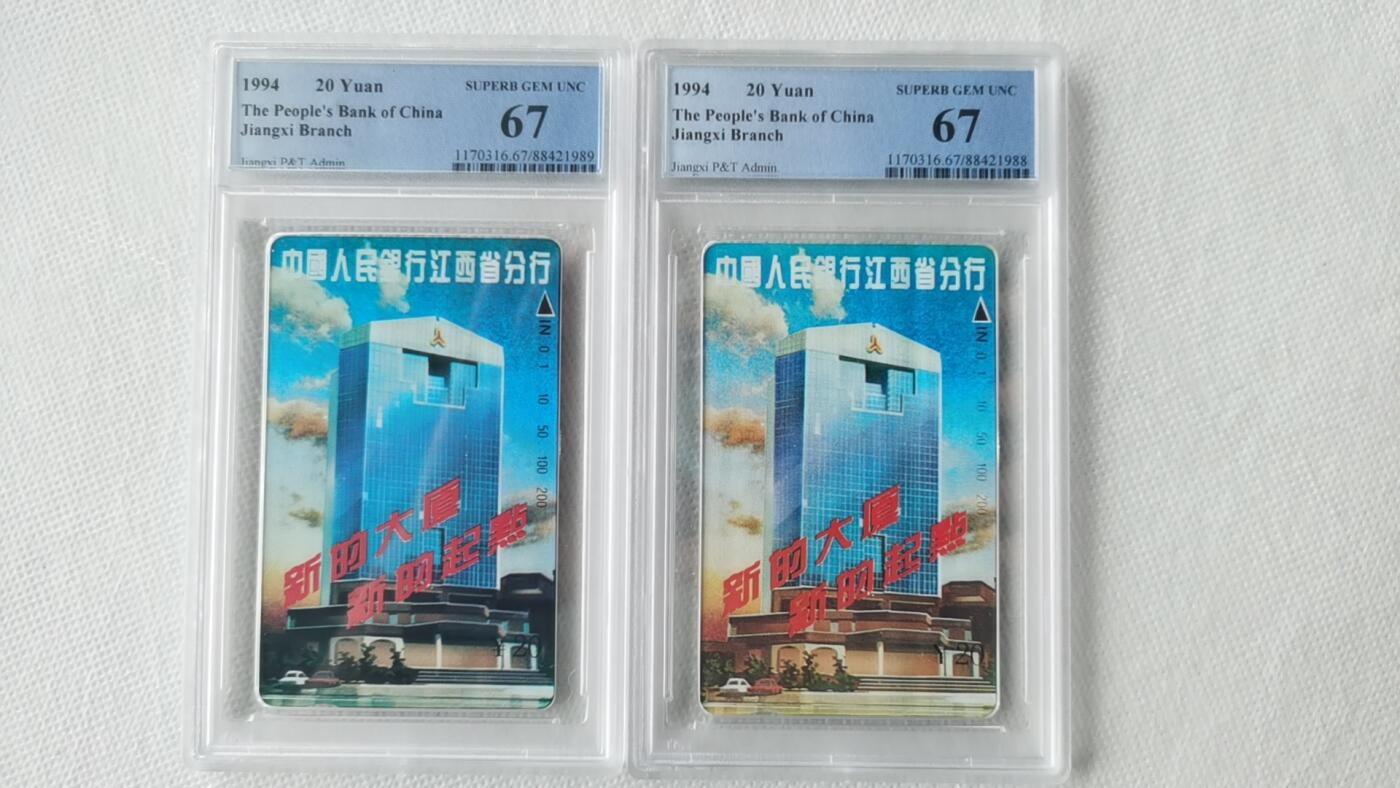 1994 20 Yuan SUPERB GEM UNC
The People's Bank of China 67
Jiangxi Branch
Jiangxi P&T Admin 1170316.67/88421989
中國人民銀行江西省分行
IN 0 1 10 50 100 200
新的大厦
新的起點
¥ 20
1994 20 Yuan SUPERB GEM UNC
The People's Bank of China 67
Jiangxi Branch
Jiangxi P&T Admin 1170316.67/88421988
中國人民銀行江西省分行
IN 0 1 10 50 100 200
新的大厦
新的起點
¥ 20